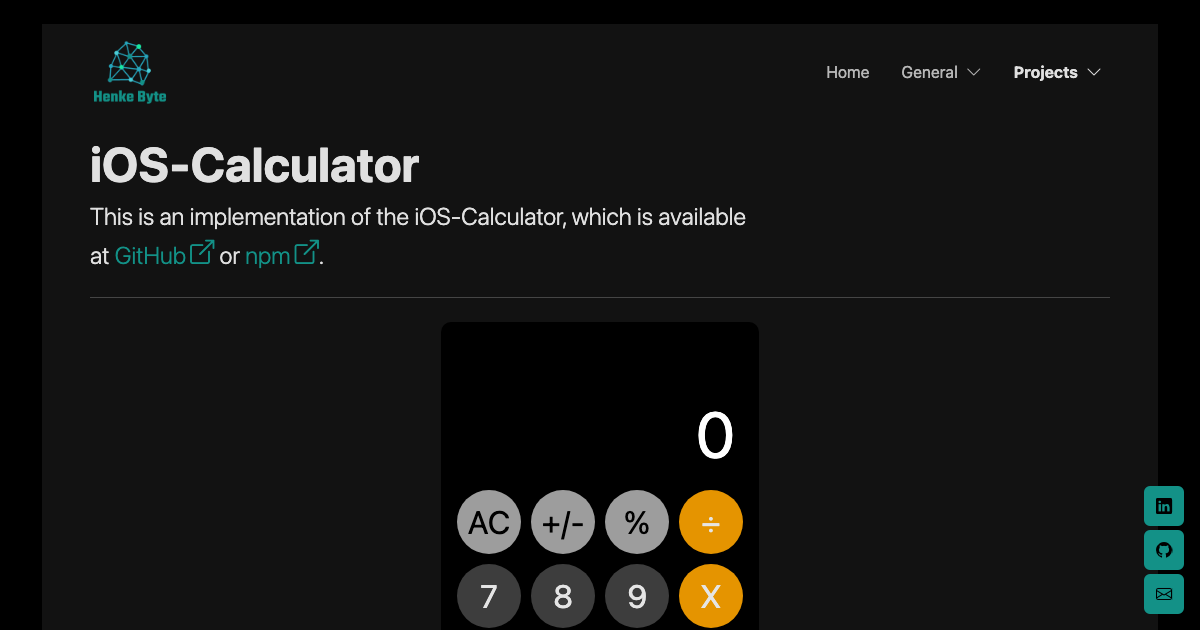 Henke Byte
Home General Projects
iOS-Calculator
This is an implementation of the iOS-Calculator, which is available
at GitHub or npm.
0
AC +/- % ÷
7 8 9 X
in